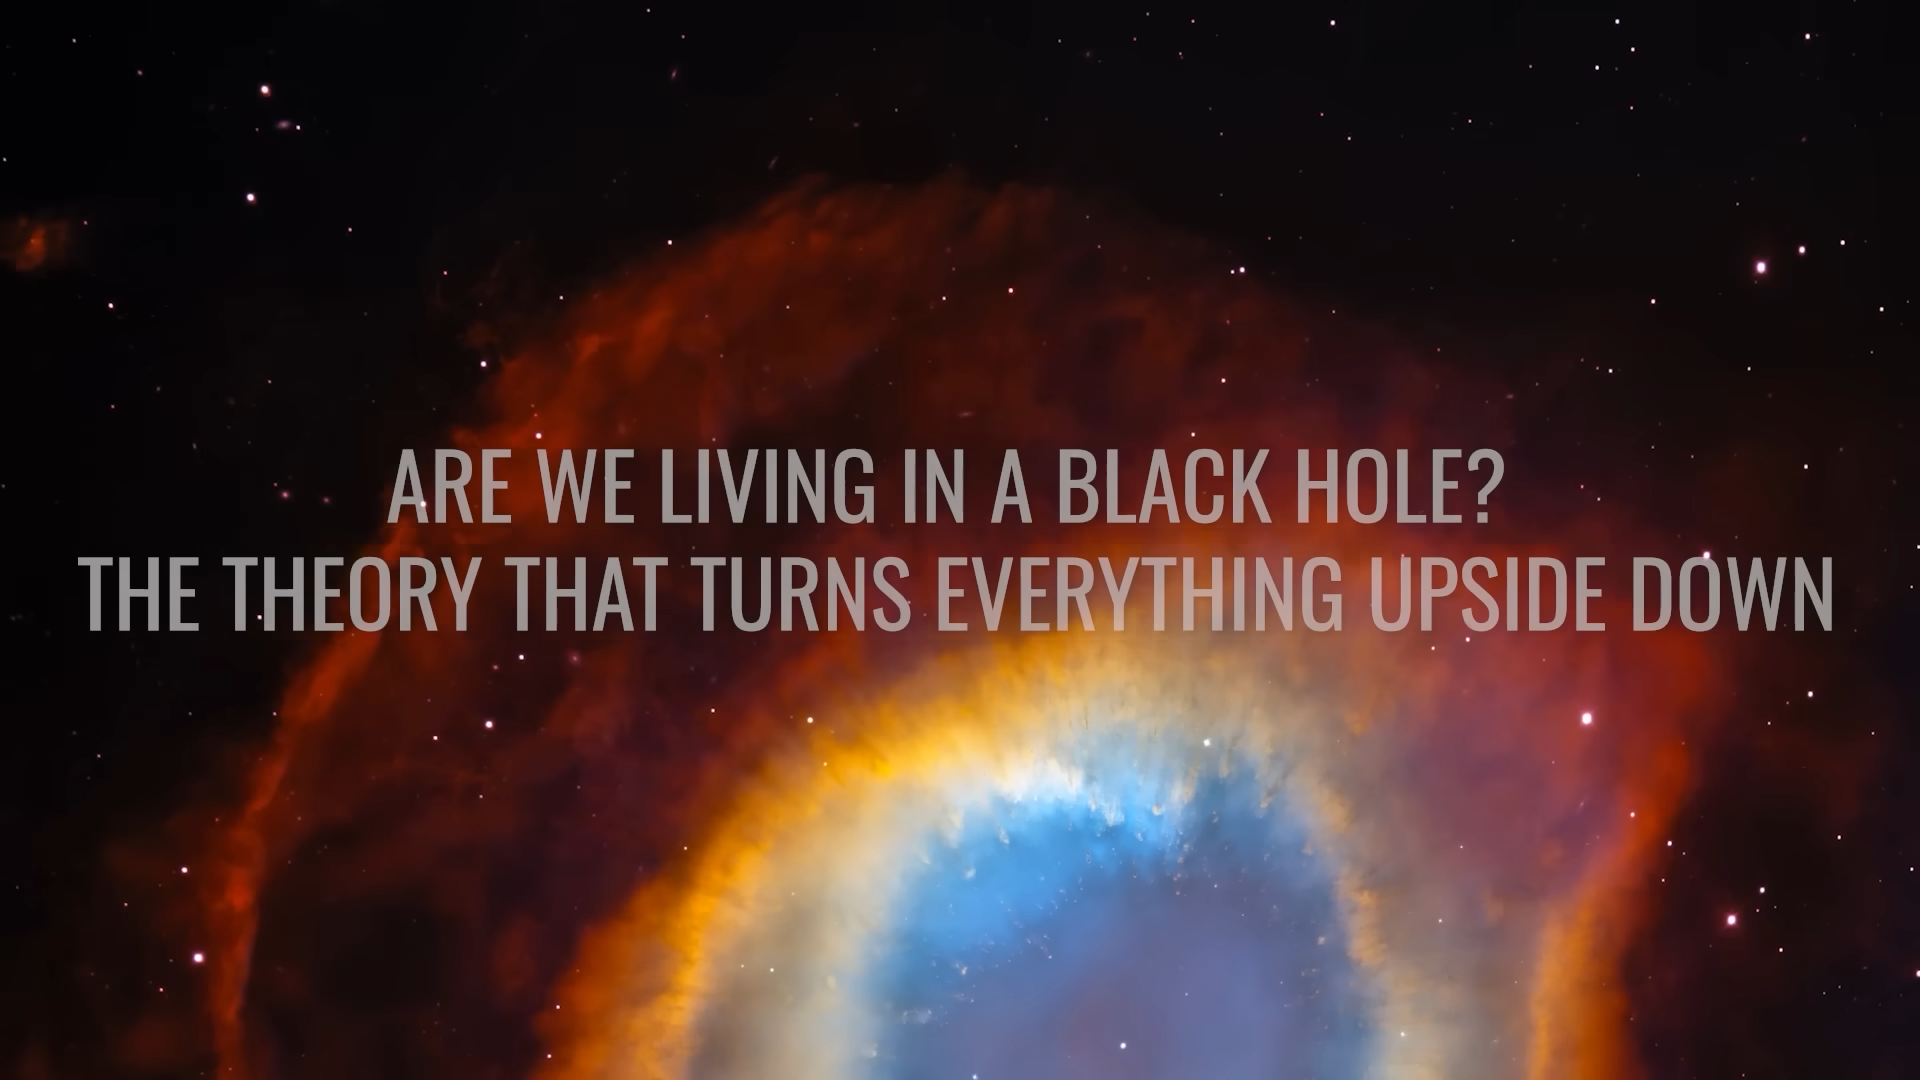 ARE WE LIVING IN A BLACK HOLE?
THE THEORY THAT TURNS EVERYTHING UPSIDE DOWN